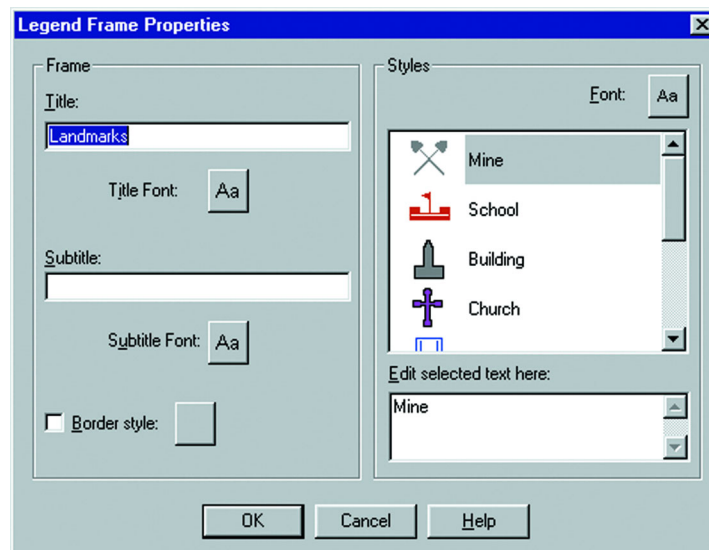 Legend Frame Properties
Frame
Title:
Landmarks
Title Font: Aa
Subtitle:
Subtitle Font: Aa
Border style:
Styles
Font: Aa
Mine
School
Building
Church
Edit selected text here:
Mine
OK Cancel Help